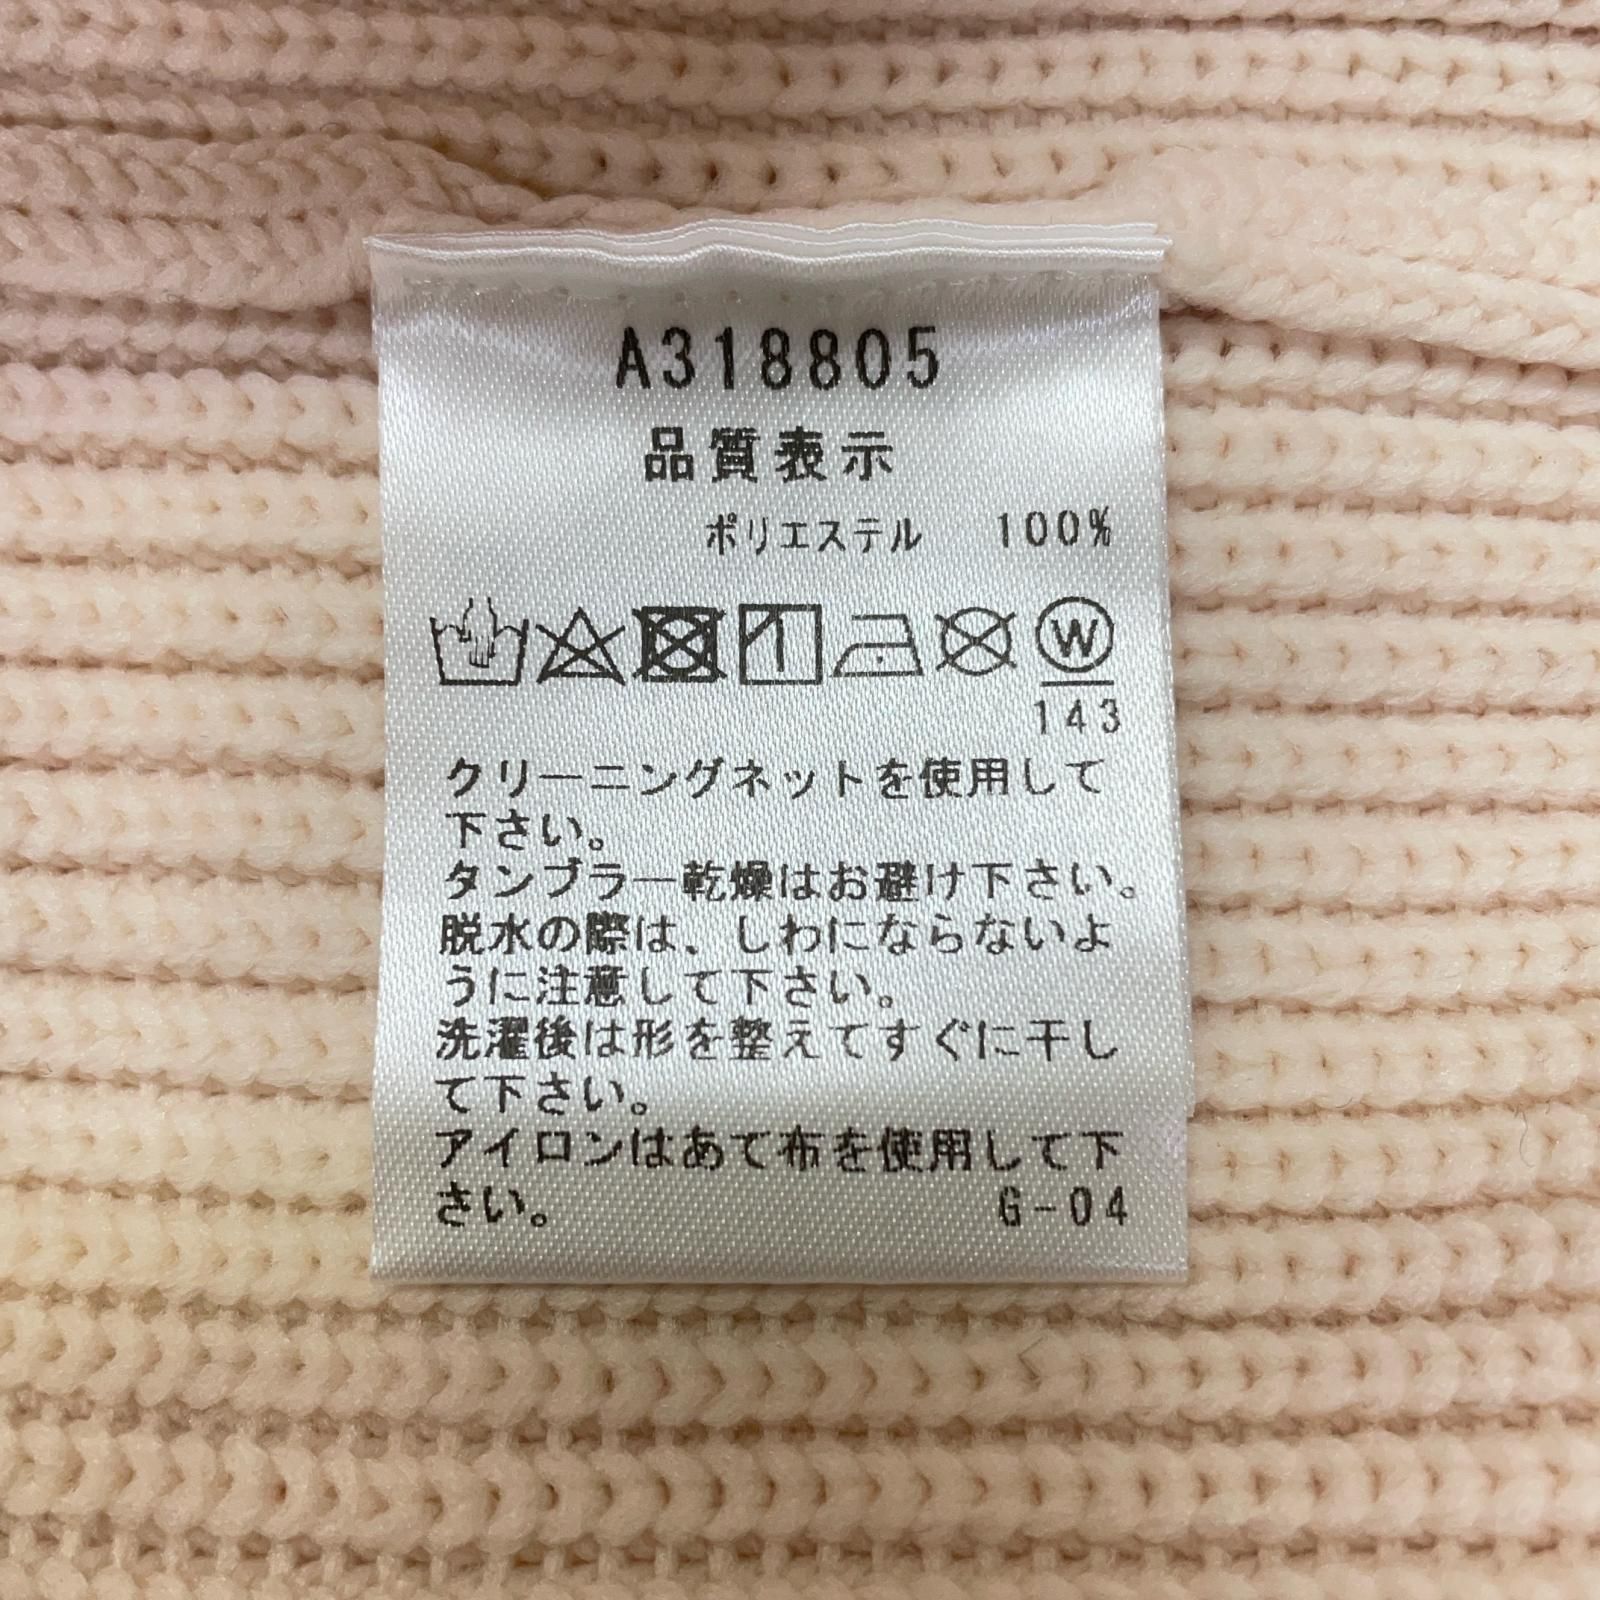 A318805
品質表示
ポリエステル 100%
W
143
クリーニングネットを使用して
下さい。
タンブラー乾燥はお避け下さい。
脱水の際は、しわにならないよ
うに注意して下さい。
洗濯後は形を整えてすぐに干し
て下さい。
アイロンはあて布を使用して下
さい。 G-04